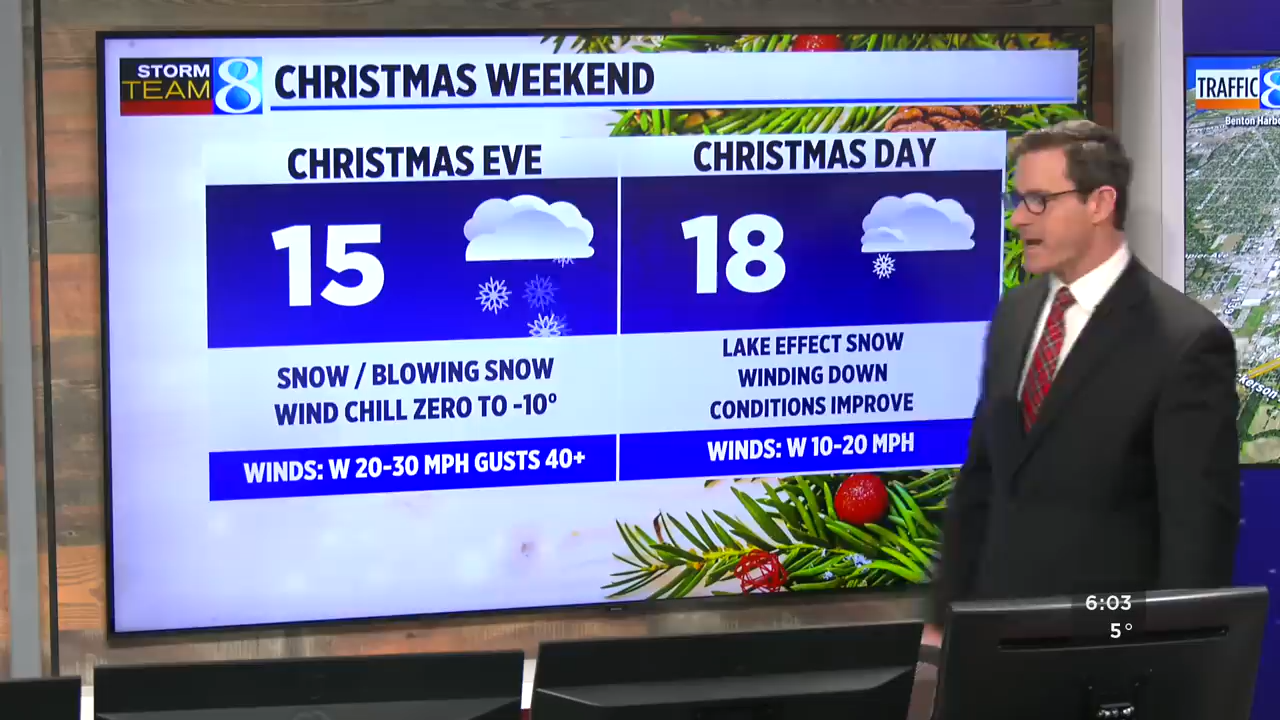 STORM
TEAM
8
CHRISTMAS WEEKEND
CHRISTMAS EVE
15
SNOW / BLOWING SNOW
WIND CHILL ZERO TO -10°
WINDS: W 20-30 MPH GUSTS 40+
CHRISTMAS DAY
18
LAKE EFFECT SNOW
WINDING DOWN
CONDITIONS IMPROVE
WINDS: W 10-20 MPH
TRAFFIC 8
6:03
5°